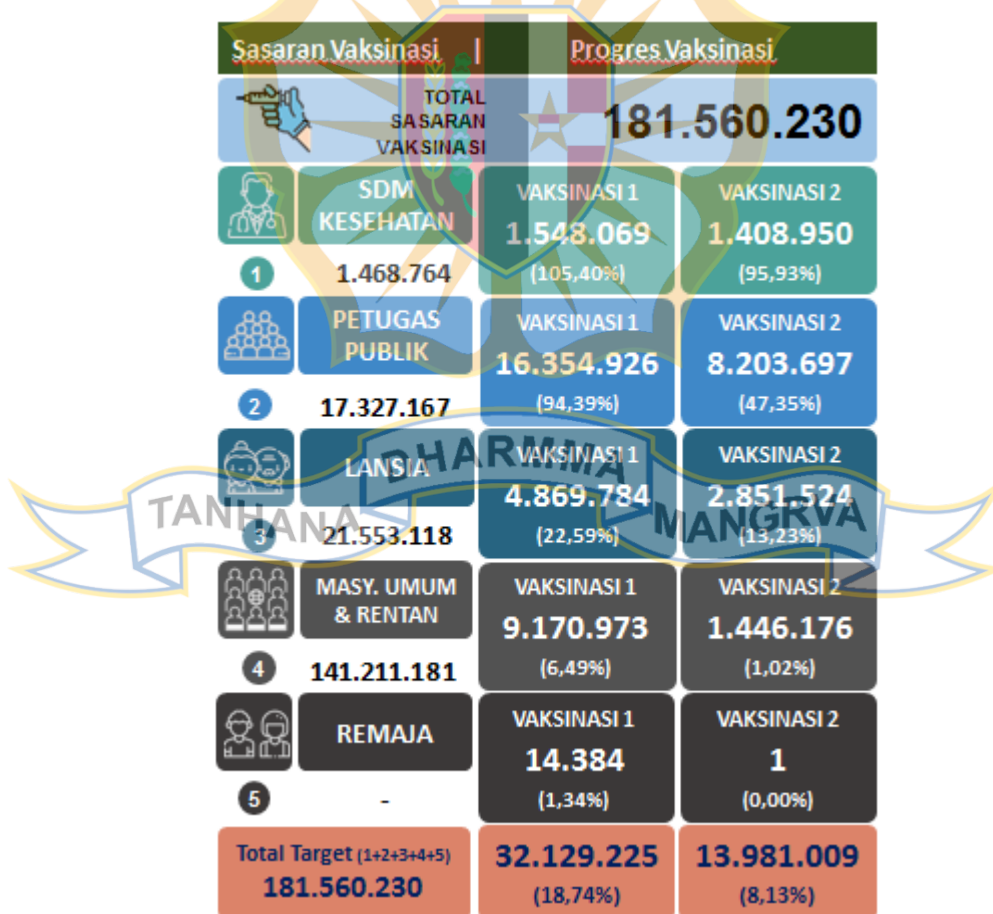 Sasaran Vaksinasi | Progres Vaksinasi
TOTAL
SASARAN
VAKSINASI
181.560.230
SDM
KESEHATAN
1 1.468.764
VAKSINASI 1
1.548.069
(105,40%)
VAKSINASI 2
1.408.950
(95,93%)
PETUGAS
PUBLIK
2 17.327.167
VAKSINASI 1
16.354.926
(94,39%)
VAKSINASI 2
8.203.697
(47,35%)
LANSIA
3 21.553.118
VAKSINASI 1
4.869.784
(22,59%)
VAKSINASI 2
2.851.524
(13,23%)
TANHANA DHARMMA MANGRVA
MASY. UMUM
& RENTAN
4 141.211.181
VAKSINASI 1
9.170.973
(6,49%)
VAKSINASI 2
1.446.176
(1,02%)
REMAJA
5 -
VAKSINASI 1
14.384
(1,34%)
VAKSINASI 2
1
(0,00%)
Total Target (1+2+3+4+5)
181.560.230
32.129.225
(18,74%)
13.981.009
(8,13%)